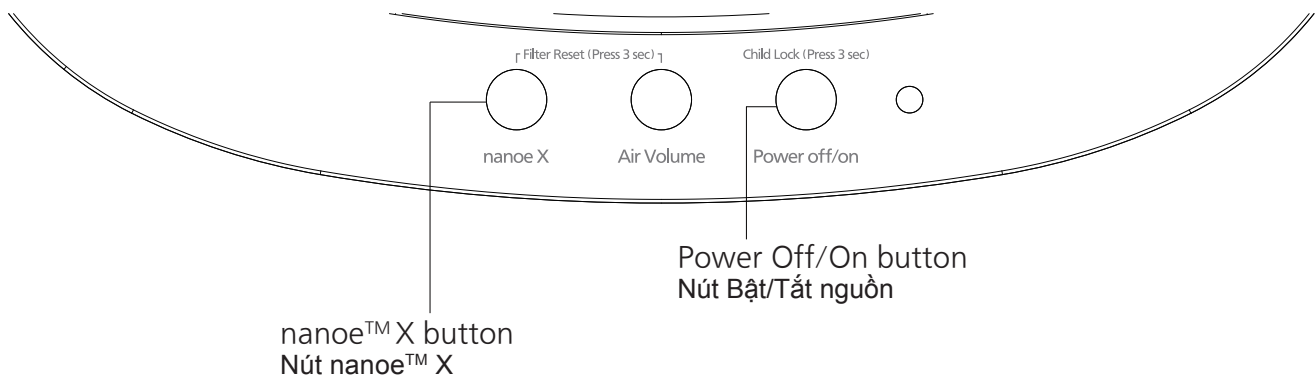 Filter Reset (Press 3 sec) Child Lock (Press 3 sec)
nanoe X Air Volume Power off/on
Power Off/On button
Nút Bật/Tắt nguồn
nanoe™ X button
Nút nanoe™ X